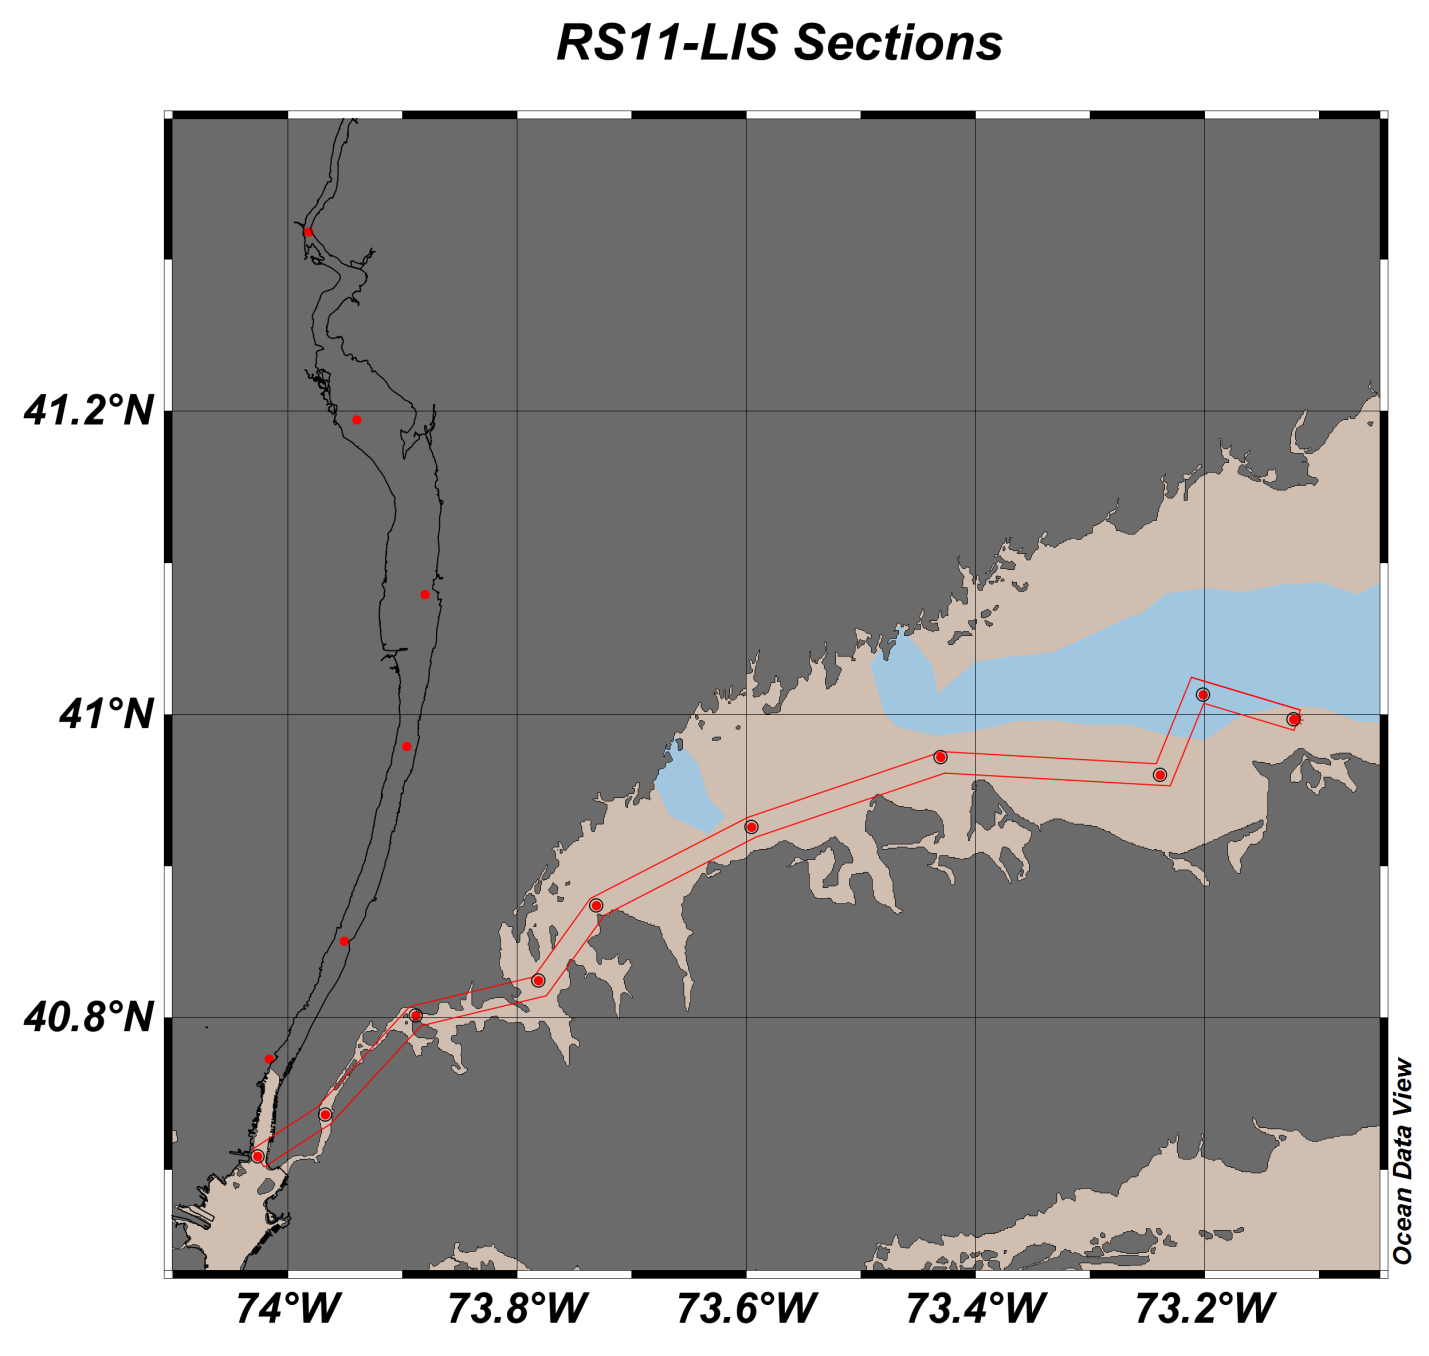 RS11-LIS Sections
41.2°N
41°N
40.8°N
74°W
73.8°W
73.6°W
73.4°W
73.2°W
Ocean Data View